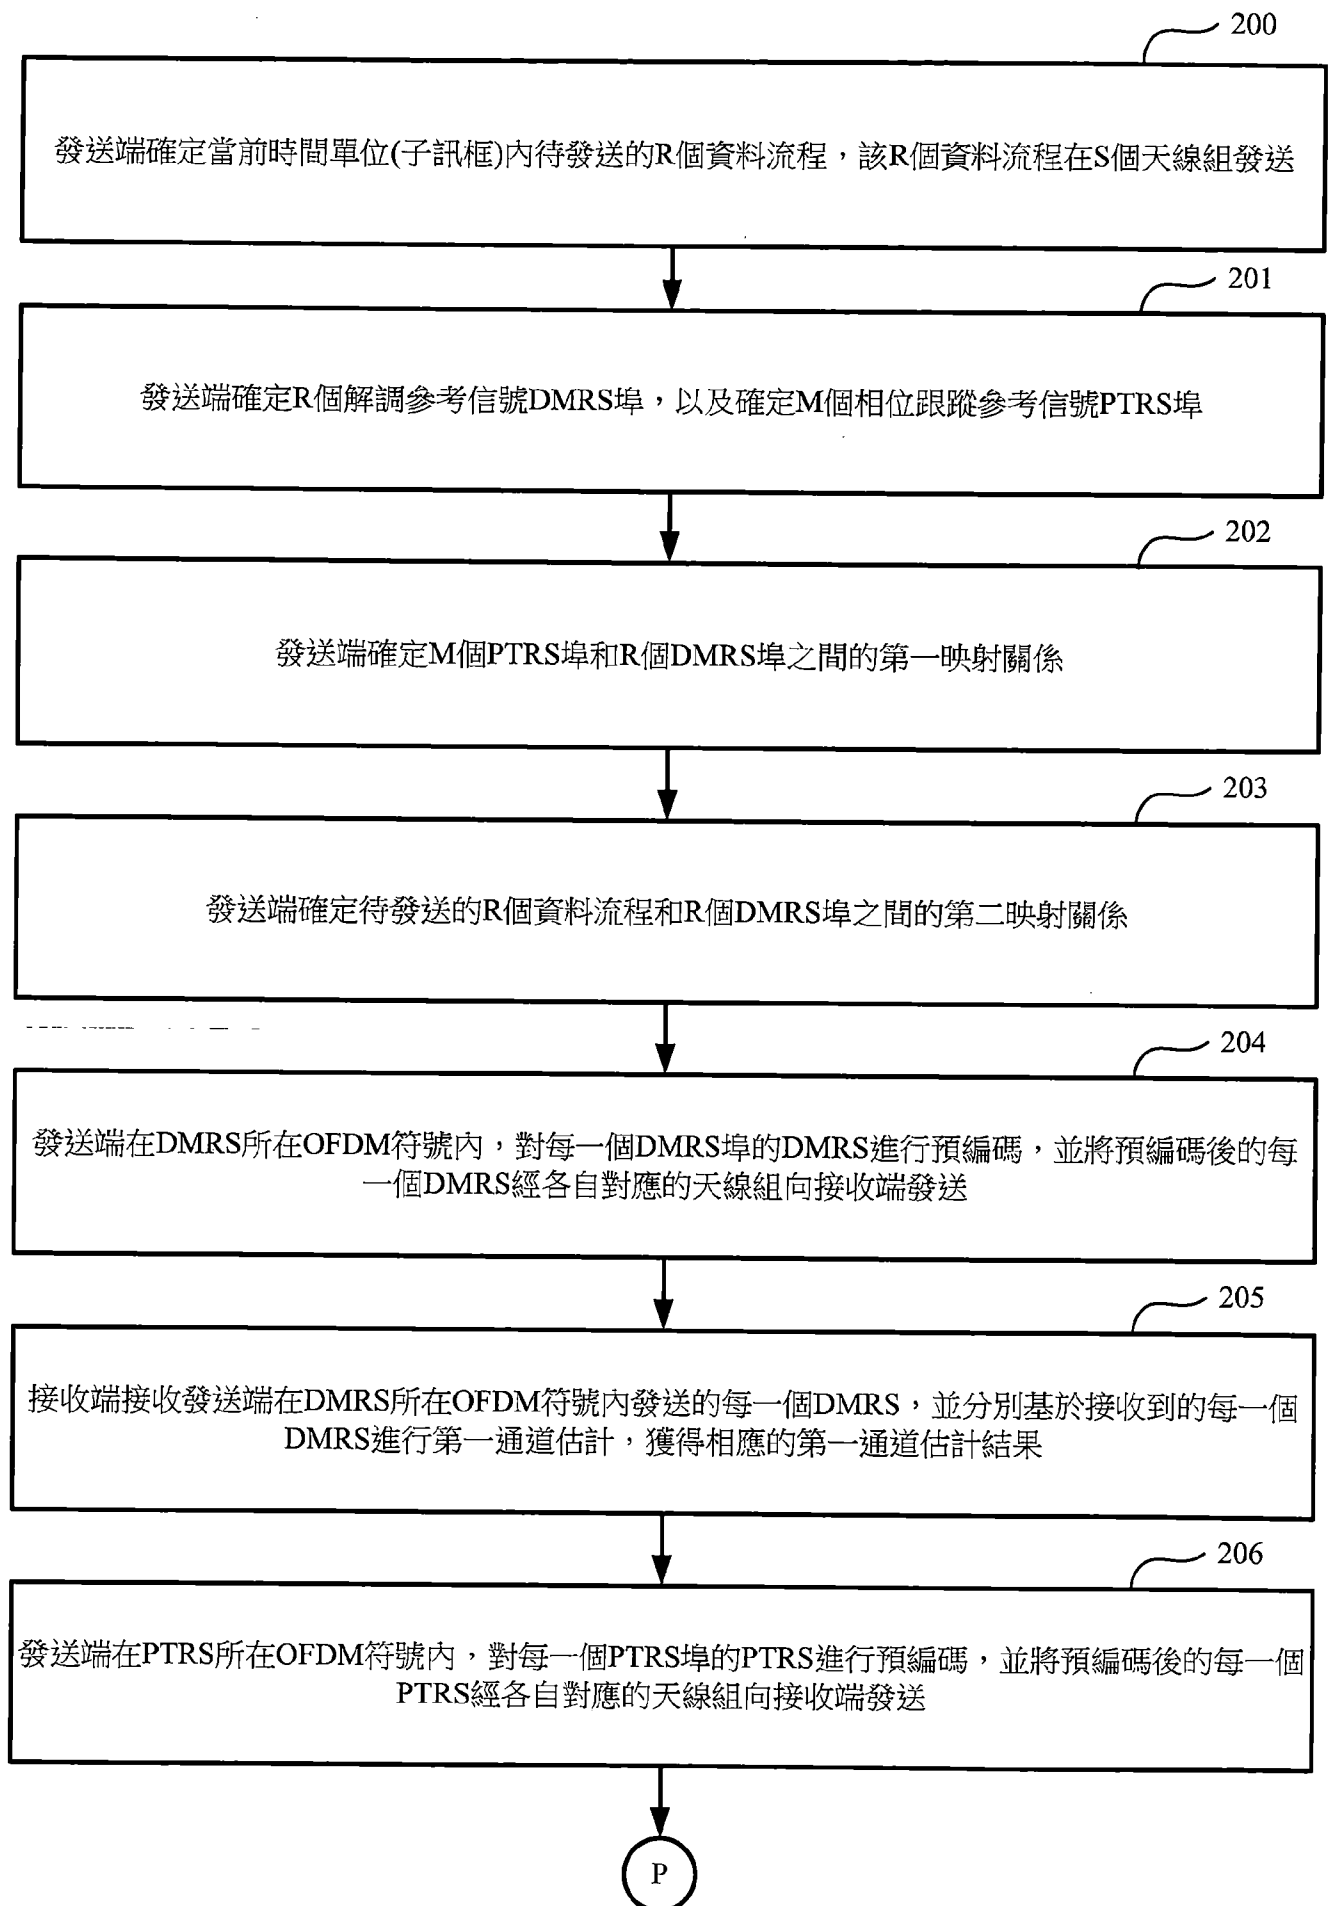 200
發送端確定當前時間單位(子訊框)內待發送的R個資料流程，該R個資料流程在S個天線組發送
201
發送端確定R個解調參考信號DMRS埠，以及確定M個相位跟蹤參考信號PTRS埠
202
發送端確定M個PTRS埠和R個DMRS埠之間的第一映射關係
203
發送端確定待發送的R個資料流程和R個DMRS埠之間的第二映射關係
204
發送端在DMRS所在OFDM符號內，對每一個DMRS埠的DMRS進行預編碼，並將預編碼後的每
一個DMRS經各自對應的天線組向接收端發送
205
接收端接收發送端在DMRS所在OFDM符號內發送的每一個DMRS，並分別基於接收到的每一個
DMRS進行第一通道估計，獲得相應的第一通道估計結果
206
發送端在PTRS所在OFDM符號內，對每一個PTRS埠的PTRS進行預編碼，並將預編碼後的每一個
PTRS經各自對應的天線組向接收端發送
P